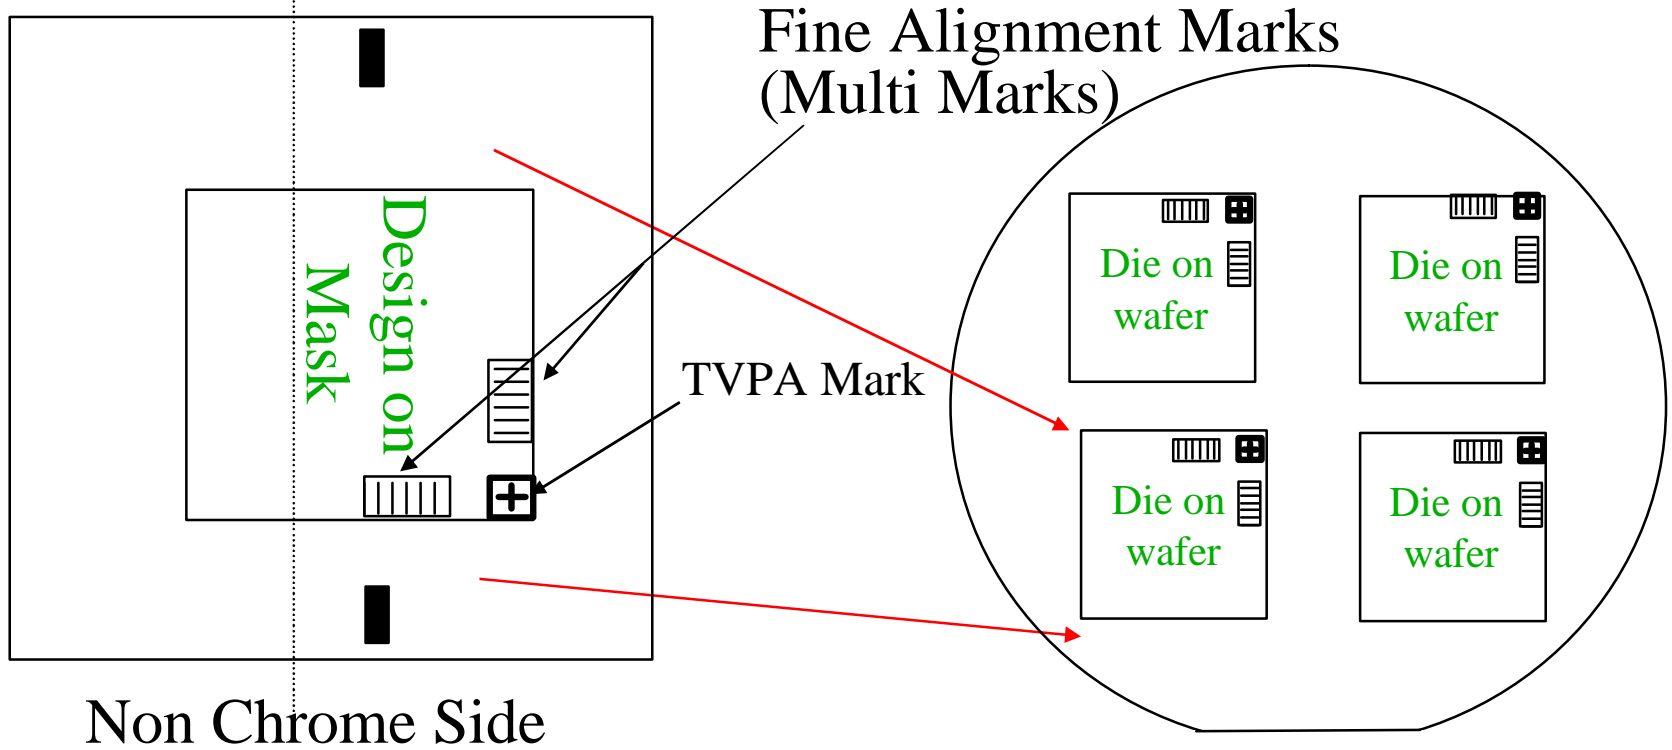 Fine Alignment Marks
(Multi Marks)
Design on
Mask
TVPA Mark
Non Chrome Side
Die on
wafer
Die on
wafer
Die on
wafer
Die on
wafer